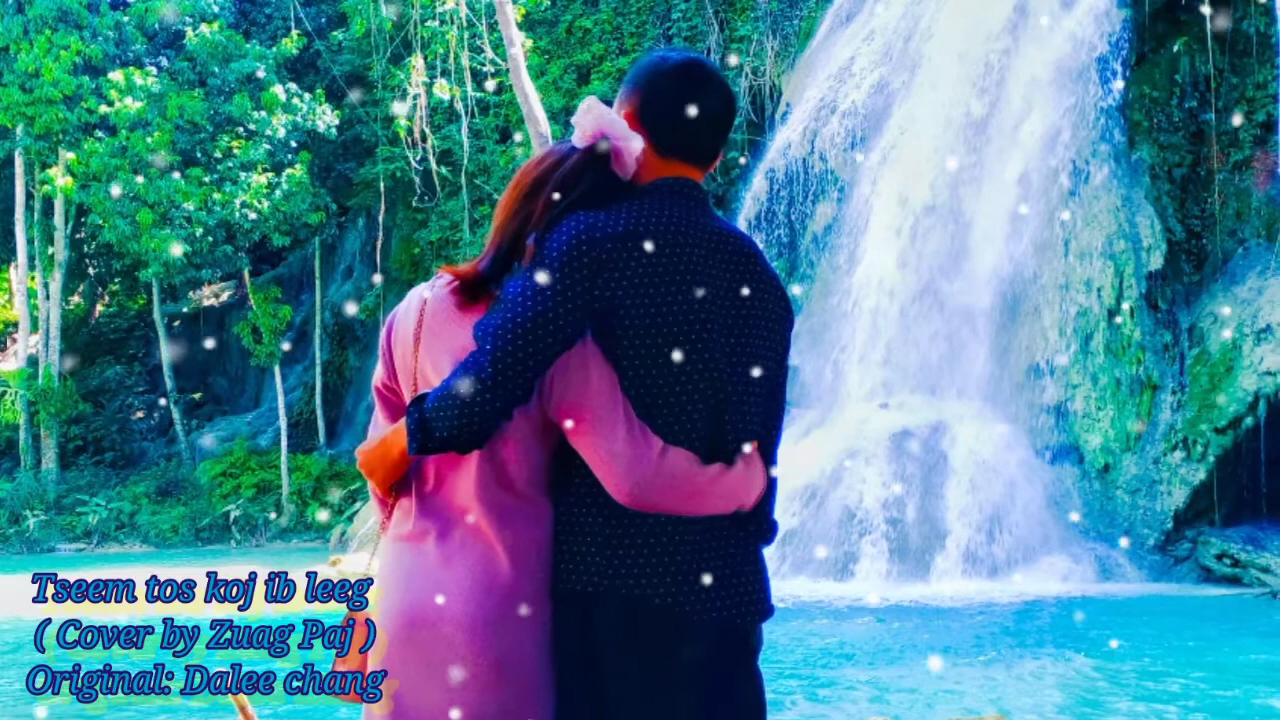 Tseem tos koj ib leeg
( Cover by Zuag Paj )
Original: Dalee chang